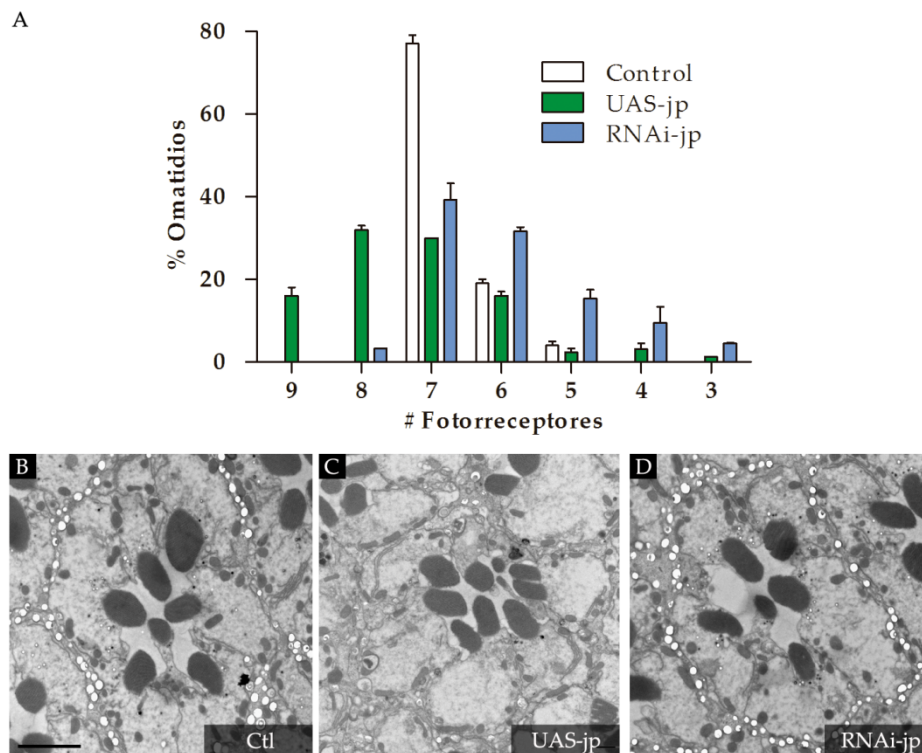 A
80
60
40
20
0
% Omatidios
Control
UAS-jp
RNAi-jp
9 8 7 6 5 4 3
# Fotorreceptores
B C D
Ctl UAS-jp RNAi-jp